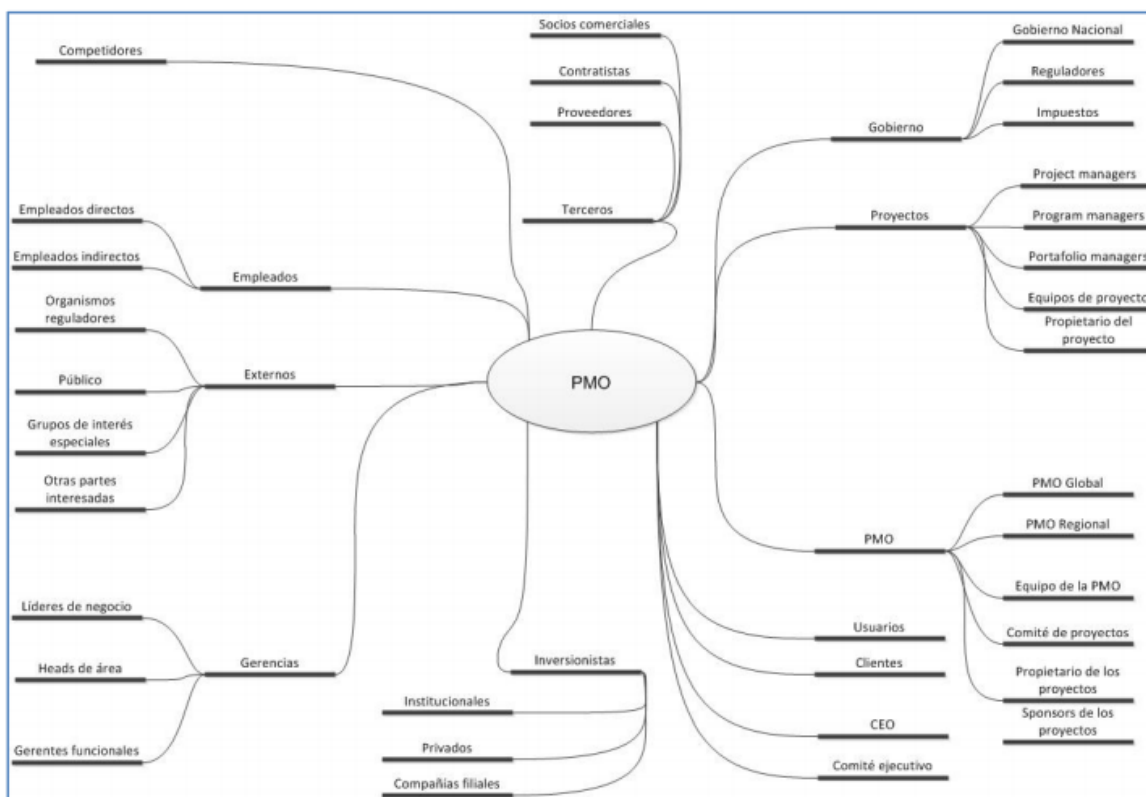 Competidores
Socios comerciales
Contratistas
Proveedores
Terceros
Gobierno Nacional
Reguladores
Impuestos
Gobierno
Project managers
Program managers
Portafolio managers
Equipos de proyecto
Propietario del
proyecto
Proyectos
Empleados directos
Empleados indirectos
Empleados
Organismos
reguladores
Público
Grupos de interés
especiales
Otras partes
interesadas
Externos
PMO
PMO Global
PMO Regional
Equipo de la PMO
Comité de proyectos
Propietario de los
proyectos
Sponsors de los
proyectos
PMO
Líderes de negocio
Heads de área
Gerentes funcionales
Gerencias
Inversionistas
Institucionales
Privados
Compañías filiales
Usuarios
Clientes
CEO
Comité ejecutivo